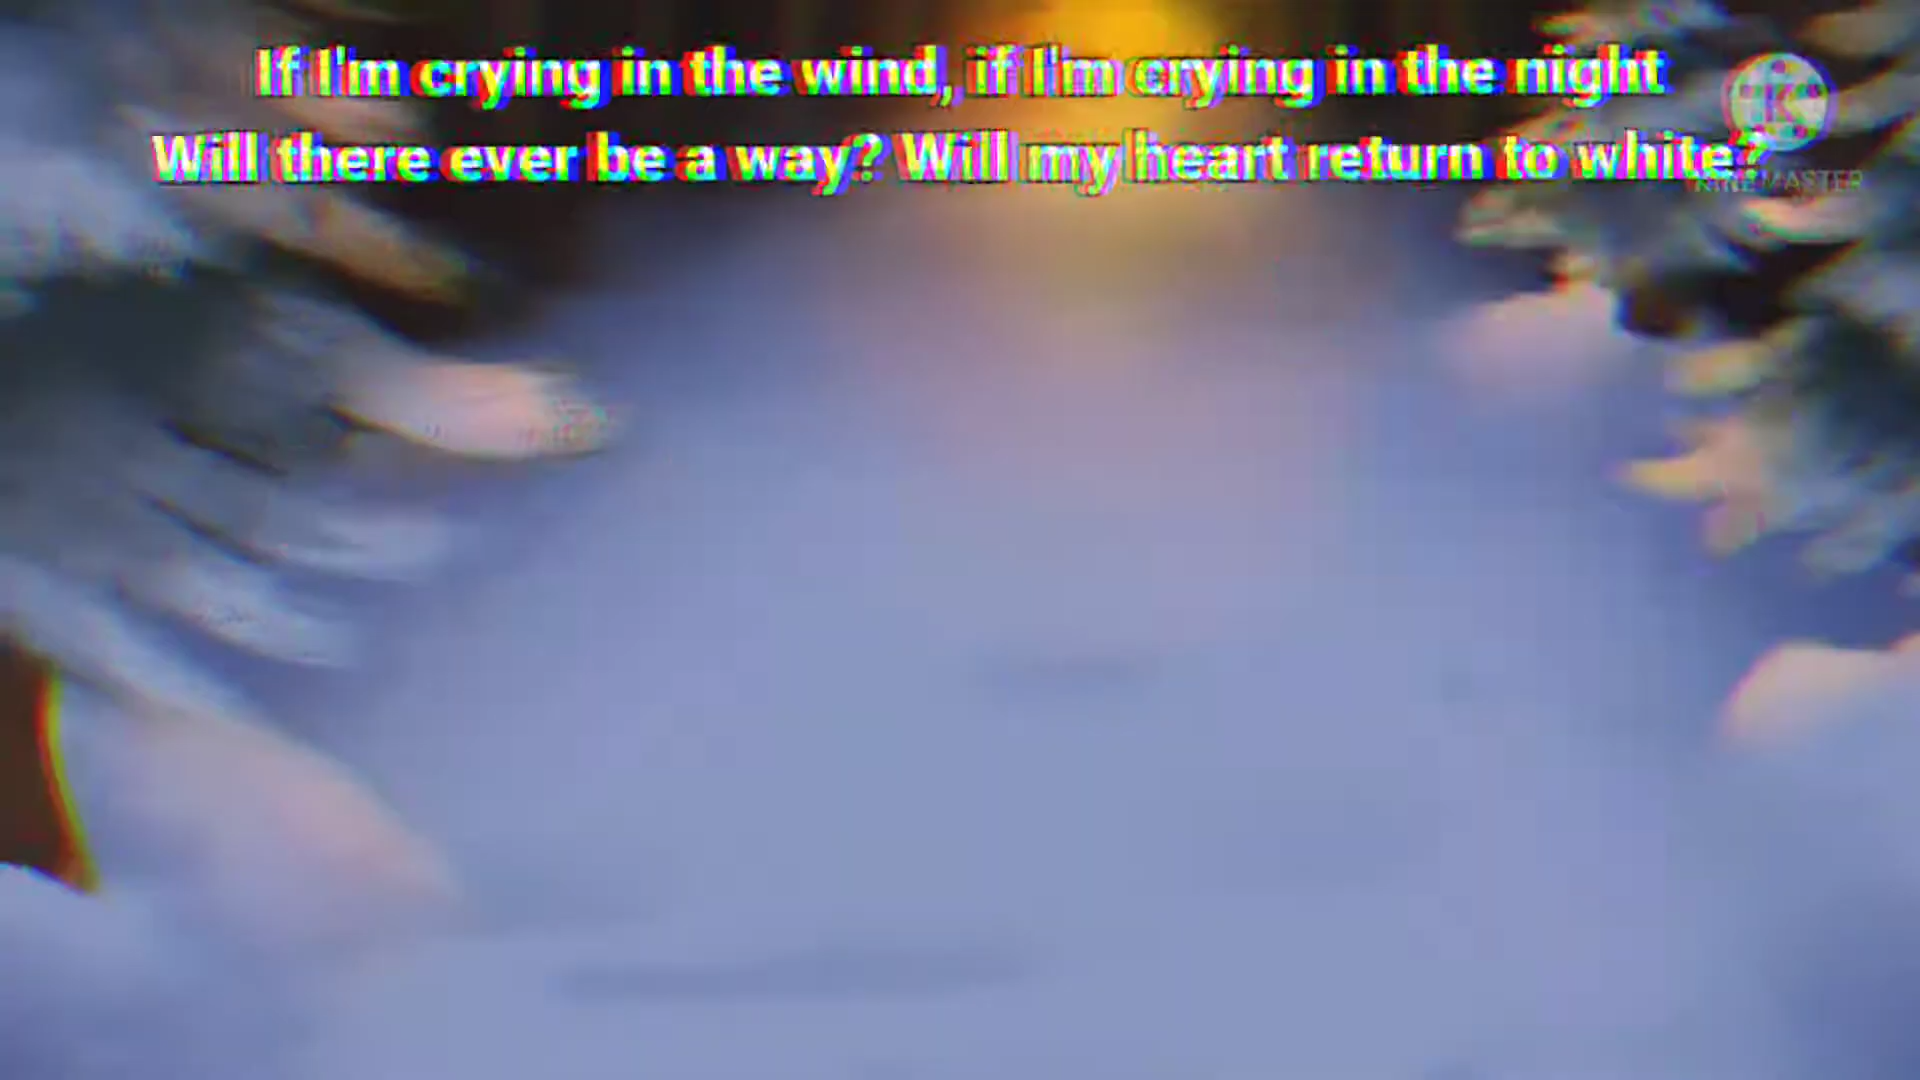 If I'm crying in the wind, if I'm crying in the night
Will there ever be a way? Will my heart return to white?
KINEMASTER